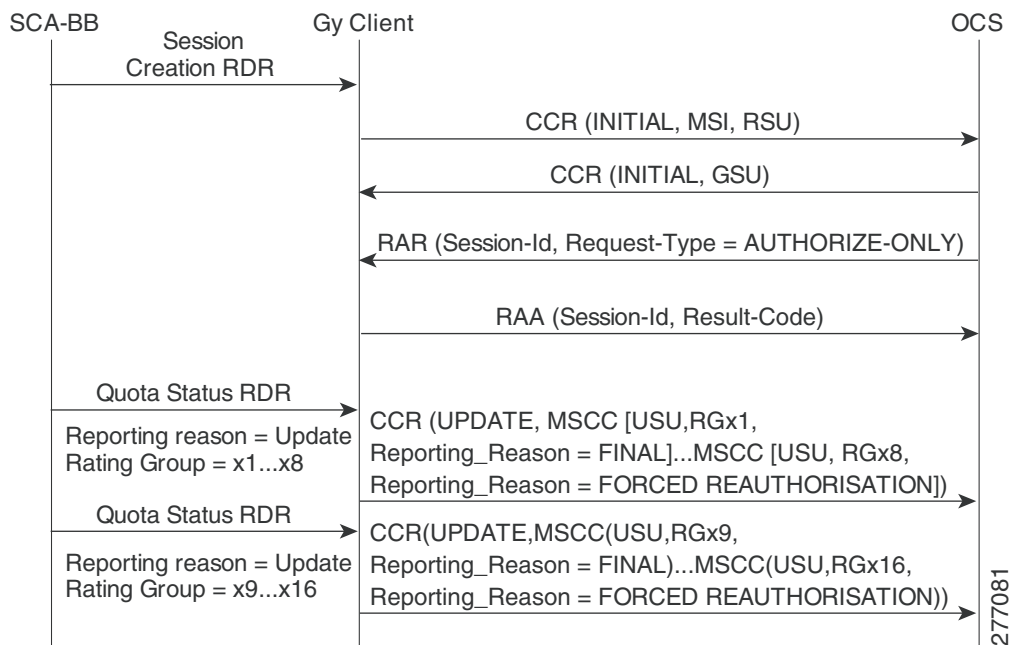 SCA-BB
Gy Client
OCS
Session
Creation RDR
CCR (INITIAL, MSI, RSU)
CCR (INITIAL, GSU)
RAR (Session-Id, Request-Type = AUTHORIZE-ONLY)
RAA (Session-Id, Result-Code)
Quota Status RDR
Reporting reason = Update
Rating Group = x1...x8
CCR (UPDATE, MSCC [USU,RGx1,
Reporting_Reason = FINAL]...MSCC [USU, RGx8,
Reporting_Reason = FORCED REAUTHORISATION])
Quota Status RDR
Reporting reason = Update
Rating Group = x9...x16
CCR(UPDATE,MSCC(USU,RGx9,
Reporting_Reason = FINAL)...MSCC(USU,RGx16,
Reporting_Reason = FORCED REAUTHORISATION))
277081